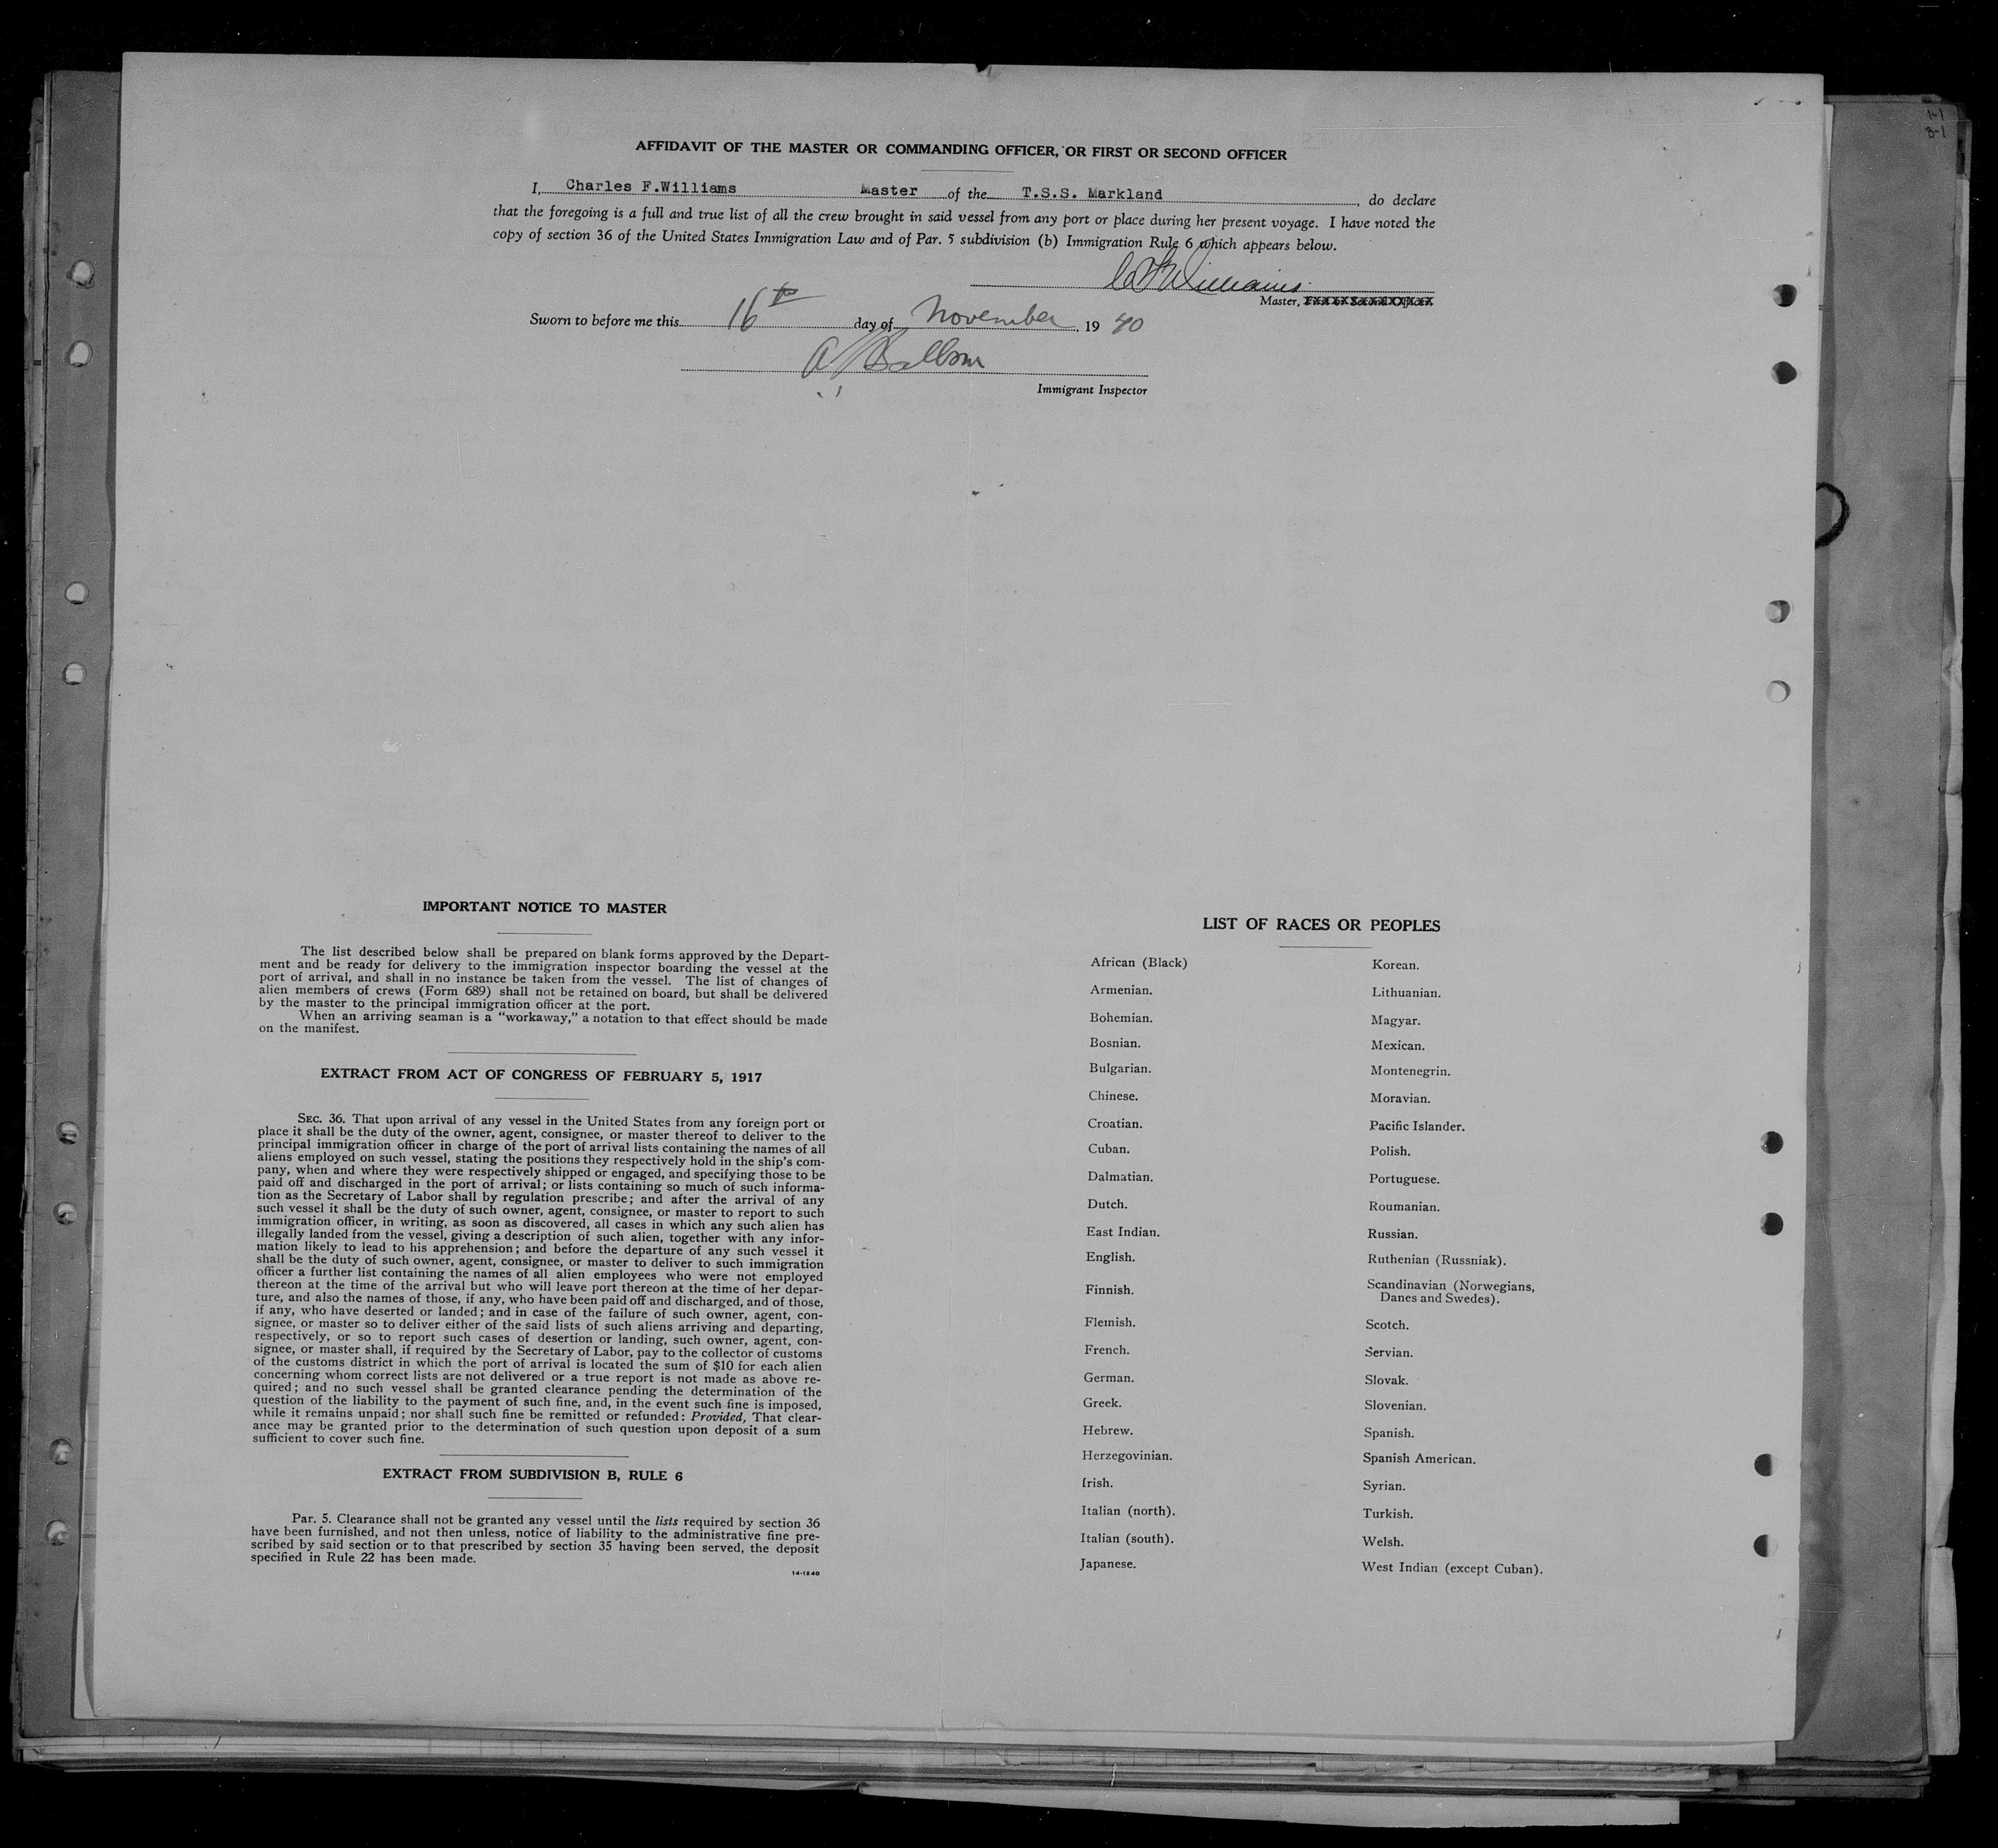 AFFIDAVIT OF THE MASTER OR COMMANDING OFFICER, OR FIRST OR SECOND OFFICER
I, Charles F.Williams Master of the T.S.S. Markland, do declare
that the foregoing is a full and true list of all the crew brought in said vessel from any port or place during her present voyage. I have noted the
copy of section 36 of the United States Immigration Law and of Par. 5 subdivision (b) Immigration Rule 6 which appears below.
C F Williams
Master,
Sworn to before me this 16th day of November, 19 40
Immigrant Inspector
IMPORTANT NOTICE TO MASTER
The list described below shall be prepared on blank forms approved by the Depart-
ment and be ready for delivery to the immigration inspector boarding the vessel at the
port of arrival, and shall in no instance be taken from the vessel. The list of changes of
alien members of crews (Form 689) shall not be retained on board, but shall be delivered
by the master to the principal immigration officer at the port.
When an arriving seaman is a "workaway," a notation to that effect should be made
on the manifest.
EXTRACT FROM ACT OF CONGRESS OF FEBRUARY 5, 1917
SEC. 36. That upon arrival of any vessel in the United States from any foreign port or
place it shall be the duty of the owner, agent, consignee, or master thereof to deliver to the
principal immigration officer in charge of the port of arrival lists containing the names of all
aliens employed on such vessel, stating the positions they respectively hold in the ship's com-
pany, when and where they were respectively shipped or engaged, and specifying those to be
paid off and discharged in the port of arrival; or lists containing so much of such informa-
tion as the Secretary of Labor shall by regulation prescribe; and after the arrival of any
such vessel it shall be the duty of such owner, agent, consignee, or master to report to such
immigration officer, in writing, as soon as discovered, all cases in which any such alien has
illegally landed from the vessel, giving a description of such alien, together with any infor-
mation likely to lead to his apprehension; and before the departure of any such vessel it
shall be the duty of such owner, agent, consignee, or master to deliver to such immigration
officer a further list containing the names of all alien employees who were not employed
thereon at the time of the arrival but who will leave port thereon at the time of her depar-
ture, and also the names of those, if any, who have been paid off and discharged, and of those,
if any, who have deserted or landed; and in case of the failure of such owner, agent, con-
signee, or master so to deliver either of the said lists of such aliens arriving and departing,
respectively, or so to report such cases of desertion or landing, such owner, agent, con-
signee, or master shall, if required by the Secretary of Labor, pay to the collector of customs
of the customs district in which the port of arrival is located the sum of $10 for each alien
concerning whom correct lists are not delivered or a true report is not made as above re-
quired; and no such vessel shall be granted clearance pending the determination of the
question of the liability to the payment of such fine, and, in the event such fine is imposed,
while it remains unpaid; nor shall such fine be remitted or refunded: Provided, That clear-
ance may be granted prior to the determination of such question upon deposit of a sum
sufficient to cover such fine.
EXTRACT FROM SUBDIVISION B, RULE 6
Par. 5. Clearance shall not be granted any vessel until the lists required by section 36
have been furnished, and not then unless, notice of liability to the administrative fine pre-
scribed by said section or to that prescribed by section 35 having been served, the deposit
specified in Rule 22 has been made.
14-1240
LIST OF RACES OR PEOPLES
African (Black)
Armenian.
Bohemian.
Bosnian.
Bulgarian.
Chinese.
Croatian.
Cuban.
Dalmatian.
Dutch.
East Indian.
English.
Finnish.
Flemish.
French.
German.
Greek.
Hebrew.
Herzegovinian.
Irish.
Italian (north).
Italian (south).
Japanese.
Korean.
Lithuanian.
Magyar.
Mexican.
Montenegrin.
Moravian.
Pacific Islander.
Polish.
Portuguese.
Roumanian.
Russian.
Ruthenian (Russniak).
Scandinavian (Norwegians,
Danes and Swedes).
Scotch.
Servian.
Slovak.
Slovenian.
Spanish.
Spanish American.
Syrian.
Turkish.
Welsh.
West Indian (except Cuban).
1-1
3-1